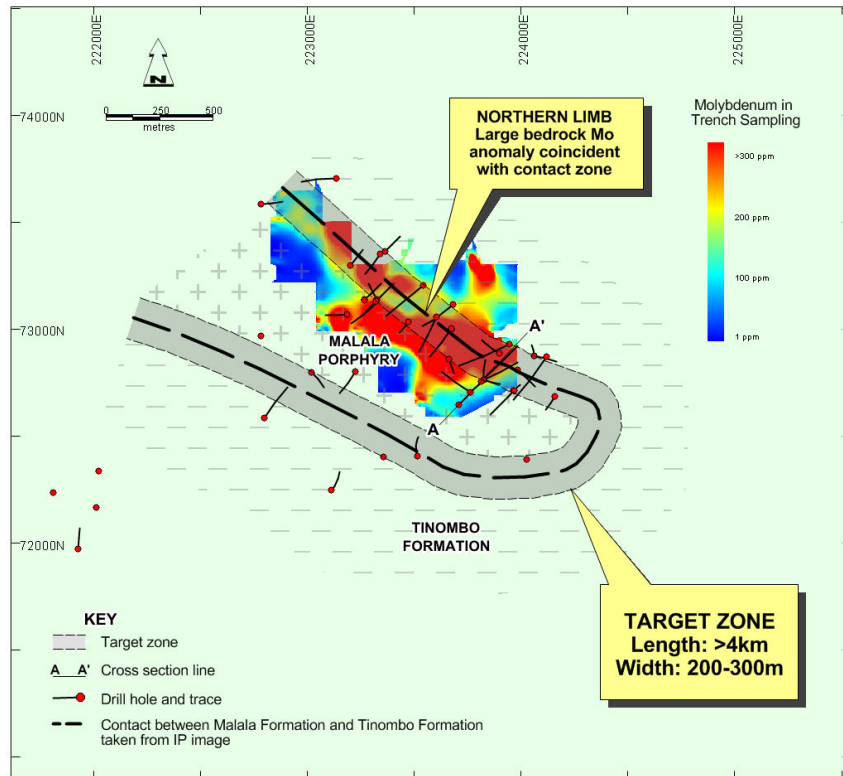 222000E
223000E
224000E
225000E
N
74000N
73000N
72000N
0 250 500
metres
NORTHERN LIMB
Large bedrock Mo
anomaly coincident
with contact zone
Molybdenum in
Trench Sampling
>300 ppm
200 ppm
100 ppm
1 ppm
A'
MALALA
PORPHYRY
A
TINOMBO
FORMATION
TARGET ZONE
Length: >4km
Width: 200-300m
KEY
Target zone
A A' Cross section line
Drill hole and trace
Contact between Malala Formation and Tinombo Formation
taken from IP image